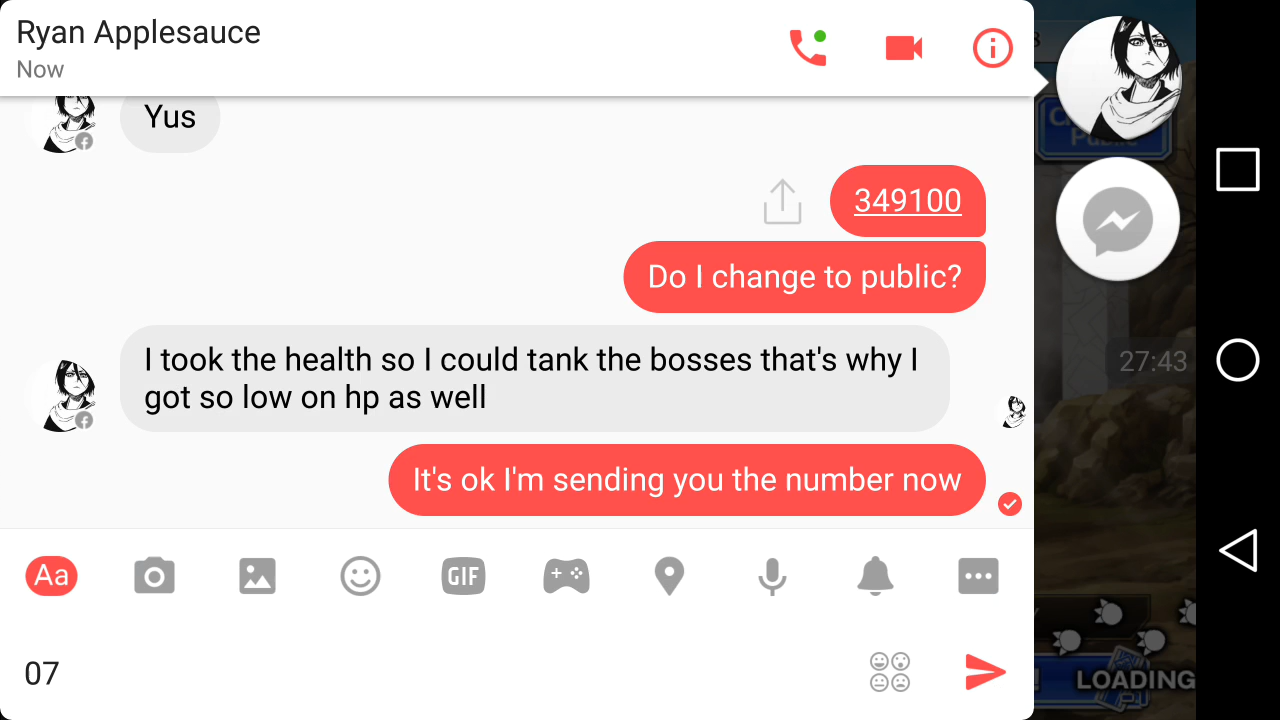 Ryan Applesauce
Now
Yus
349100
Do I change to public?
I took the health so I could tank the bosses that's why I
got so low on hp as well
It's ok I'm sending you the number now
Aa
GIF
07
Public
27:43
LOADING